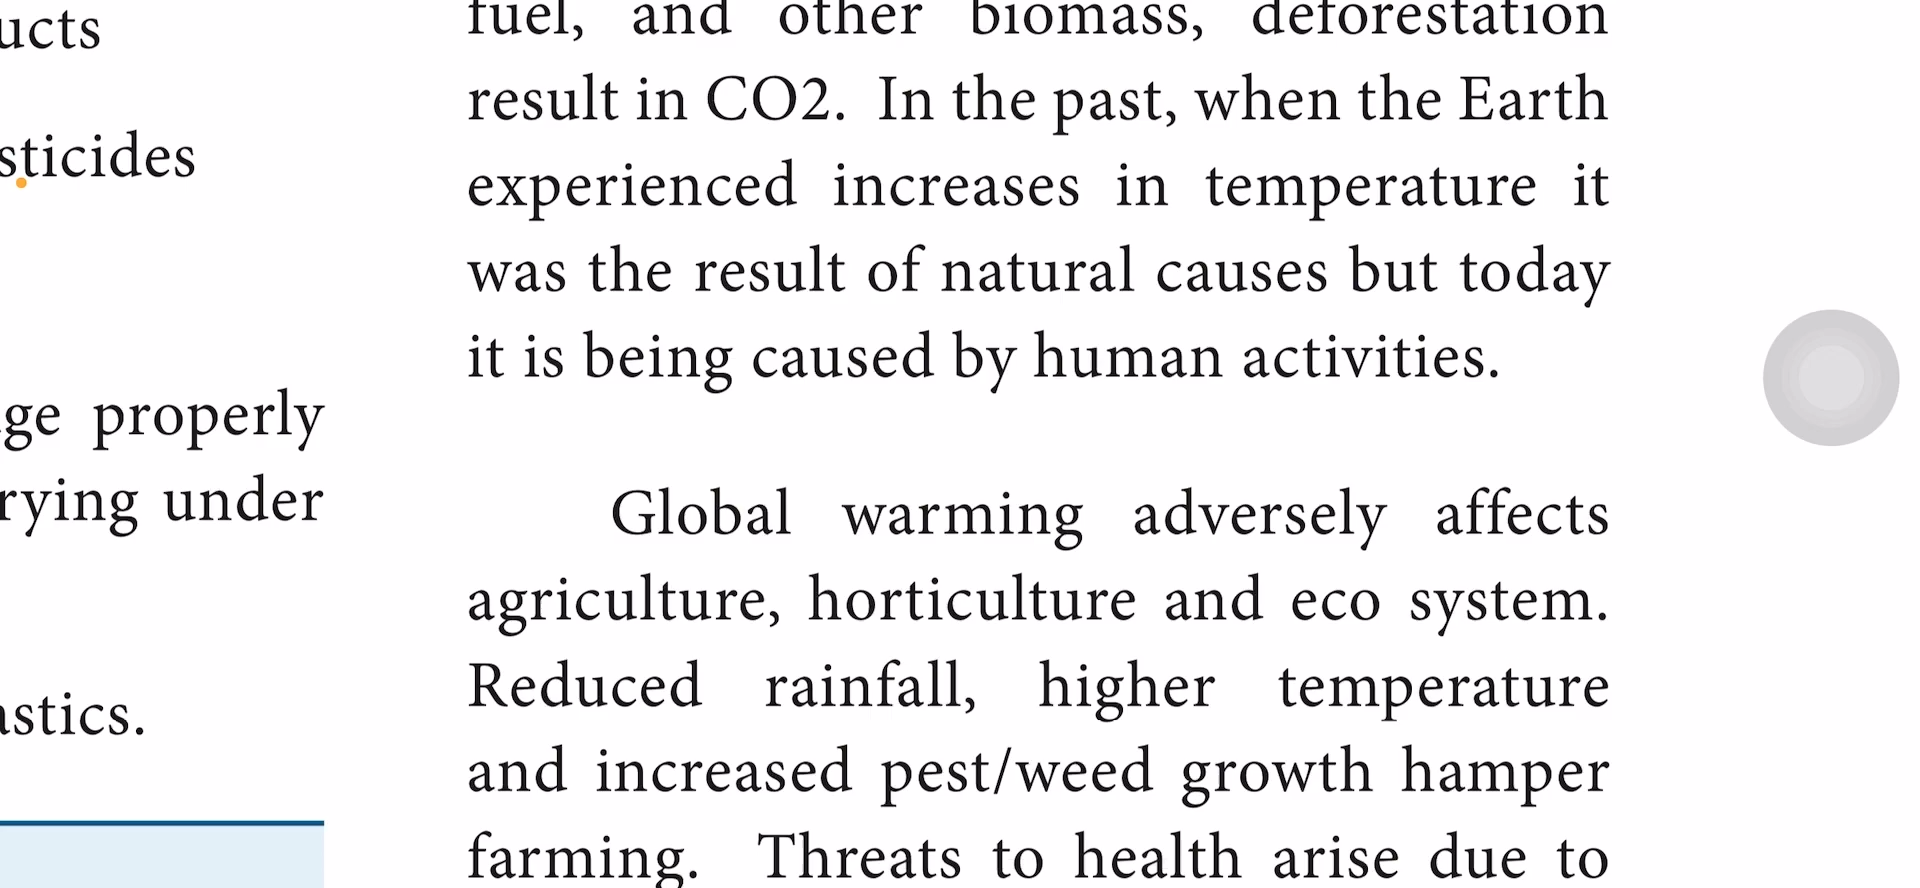 ucts
sticides
ge properly
rying under
astics.
fuel, and other biomass, deforestation
result in CO2. In the past, when the Earth
experienced increases in temperature it
was the result of natural causes but today
it is being caused by human activities.
Global warming adversely affects
agriculture, horticulture and eco system.
Reduced rainfall, higher temperature
and increased pest/weed growth hamper
farming. Threats to health arise due to